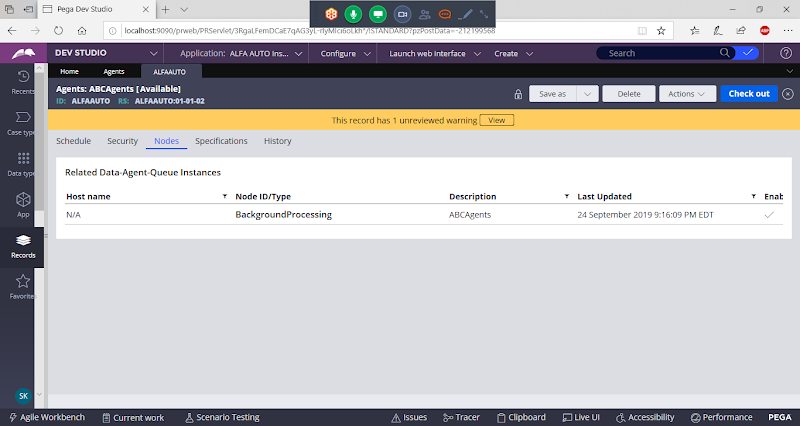 Pega Dev Studio
localhost:9090/prweb/PRServlet/3RgaLFemDCaE7qAG3yL-rlyMIci6oLkh*/!STANDARD?pzPostData=-212199568
DEV STUDIO
Application: ALFA AUTO Ins...
Configure
Launch web interface
Create
Search
Home
Agents
ALFAAUTO
Recents
Agents: ABCAgents [Available]
ID: ALFAAUTO RS: ALFAAUTO:01-01-02
Save as
Delete
Actions
Check out
This record has 1 unreviewed warning
View
Case type
Schedule
Security
Nodes
Specifications
History
Data type
Related Data-Agent-Queue Instances
Host name
Node ID/Type
Description
Last Updated
Enab
N/A
BackgroundProcessing
ABCAgents
24 September 2019 9:16:09 PM EDT
App
Records
Favorite
SK
Agile Workbench
Current work
Scenario Testing
Issues
Tracer
Clipboard
Live UI
Accessibility
Performance
PEGA